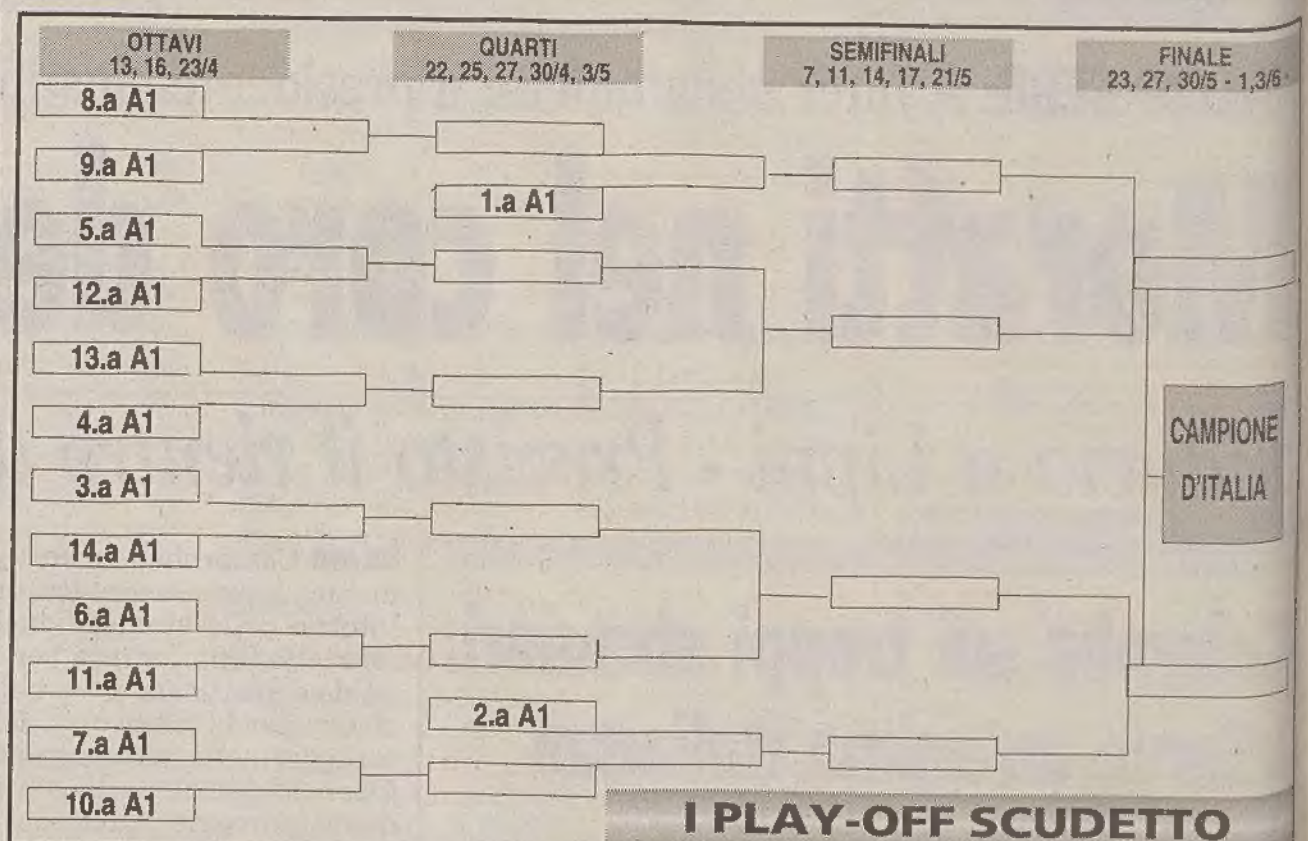 OTTAVI
13, 16, 23/4
QUARTI
22, 25, 27, 30/4, 3/5
SEMIFINALI
7, 11, 14, 17, 21/5
FINALE
23, 27, 30/5 - 1,3/6
8.a A1
9.a A1
5.a A1
12.a A1
13.a A1
4.a A1
3.a A1
14.a A1
6.a A1
11.a A1
7.a A1
10.a A1
1.a A1
2.a A1
CAMPIONE
D'ITALIA
I PLAY-OFF SCUDETTO